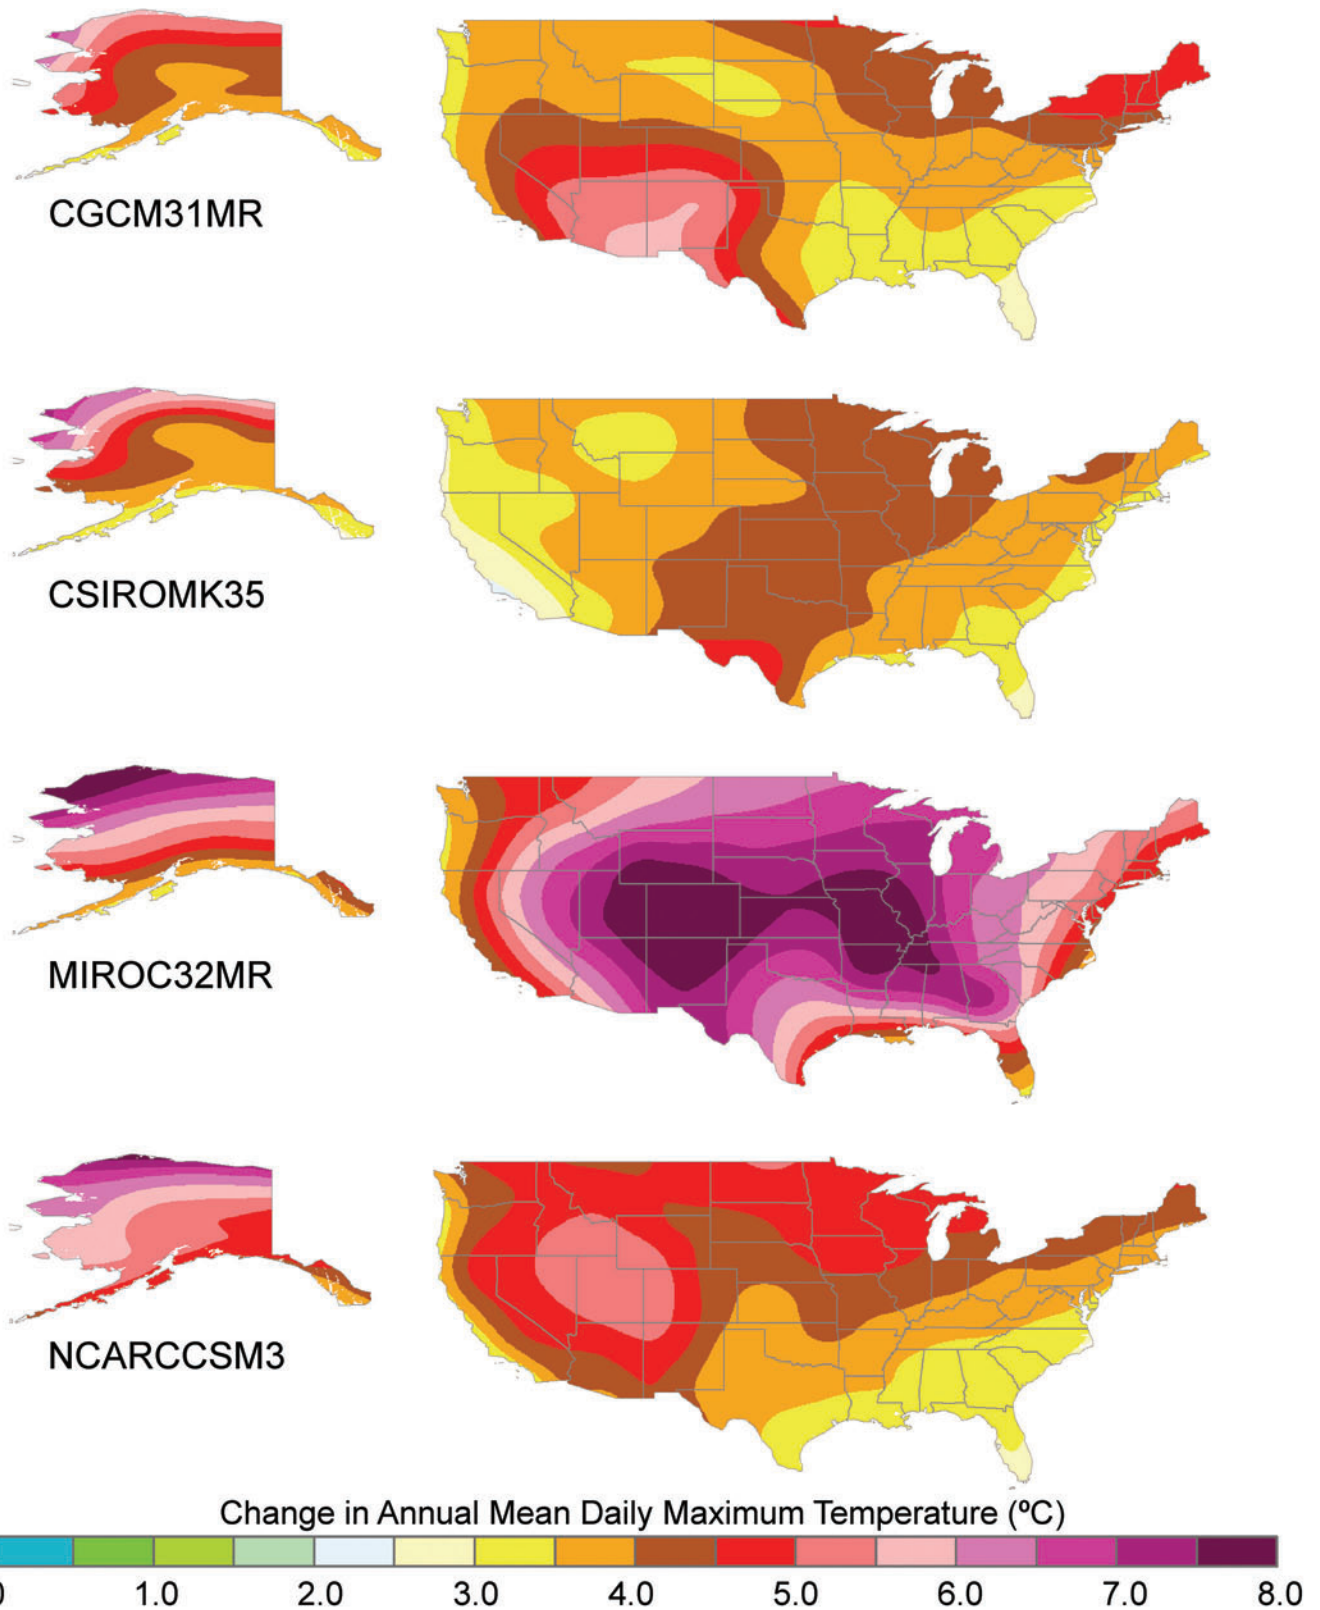 CGCM31MR
CSIROMK35
MIROC32MR
NCARCCSM3
Change in Annual Mean Daily Maximum Temperature (ºC)
0 1.0 2.0 3.0 4.0 5.0 6.0 7.0 8.0